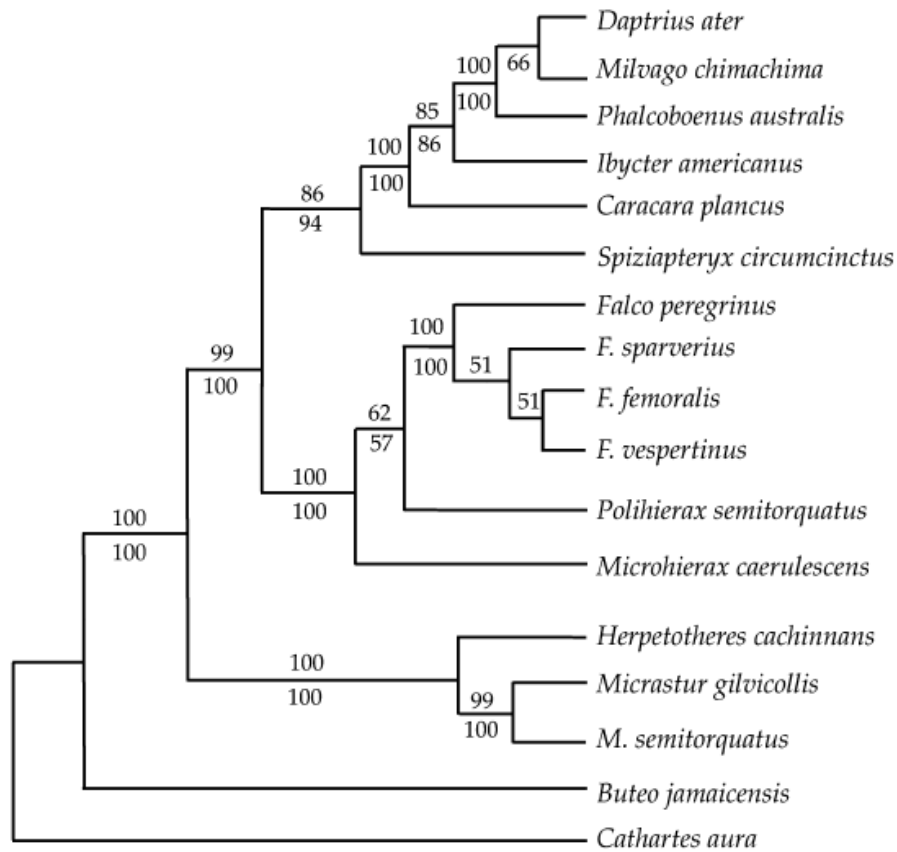 Daptrius ater
100
66
Milvago chimachima
85
100
Phalcoboenus australis
100
86
Ibycter americanus
86
100
Caracara plancus
94
Spiziapteryx circumcinctus
Falco peregrinus
100
F. sparverius
99
100
51
100
51
F. femoralis
62
57
F. vespertinus
100
100
Polihierax semitorquatus
100
100
Microhierax caerulescens
Herpetotheres cachinnans
100
100
Micrastur gilvicollis
99
100
M. semitorquatus
Buteo jamaicensis
Cathartes aura